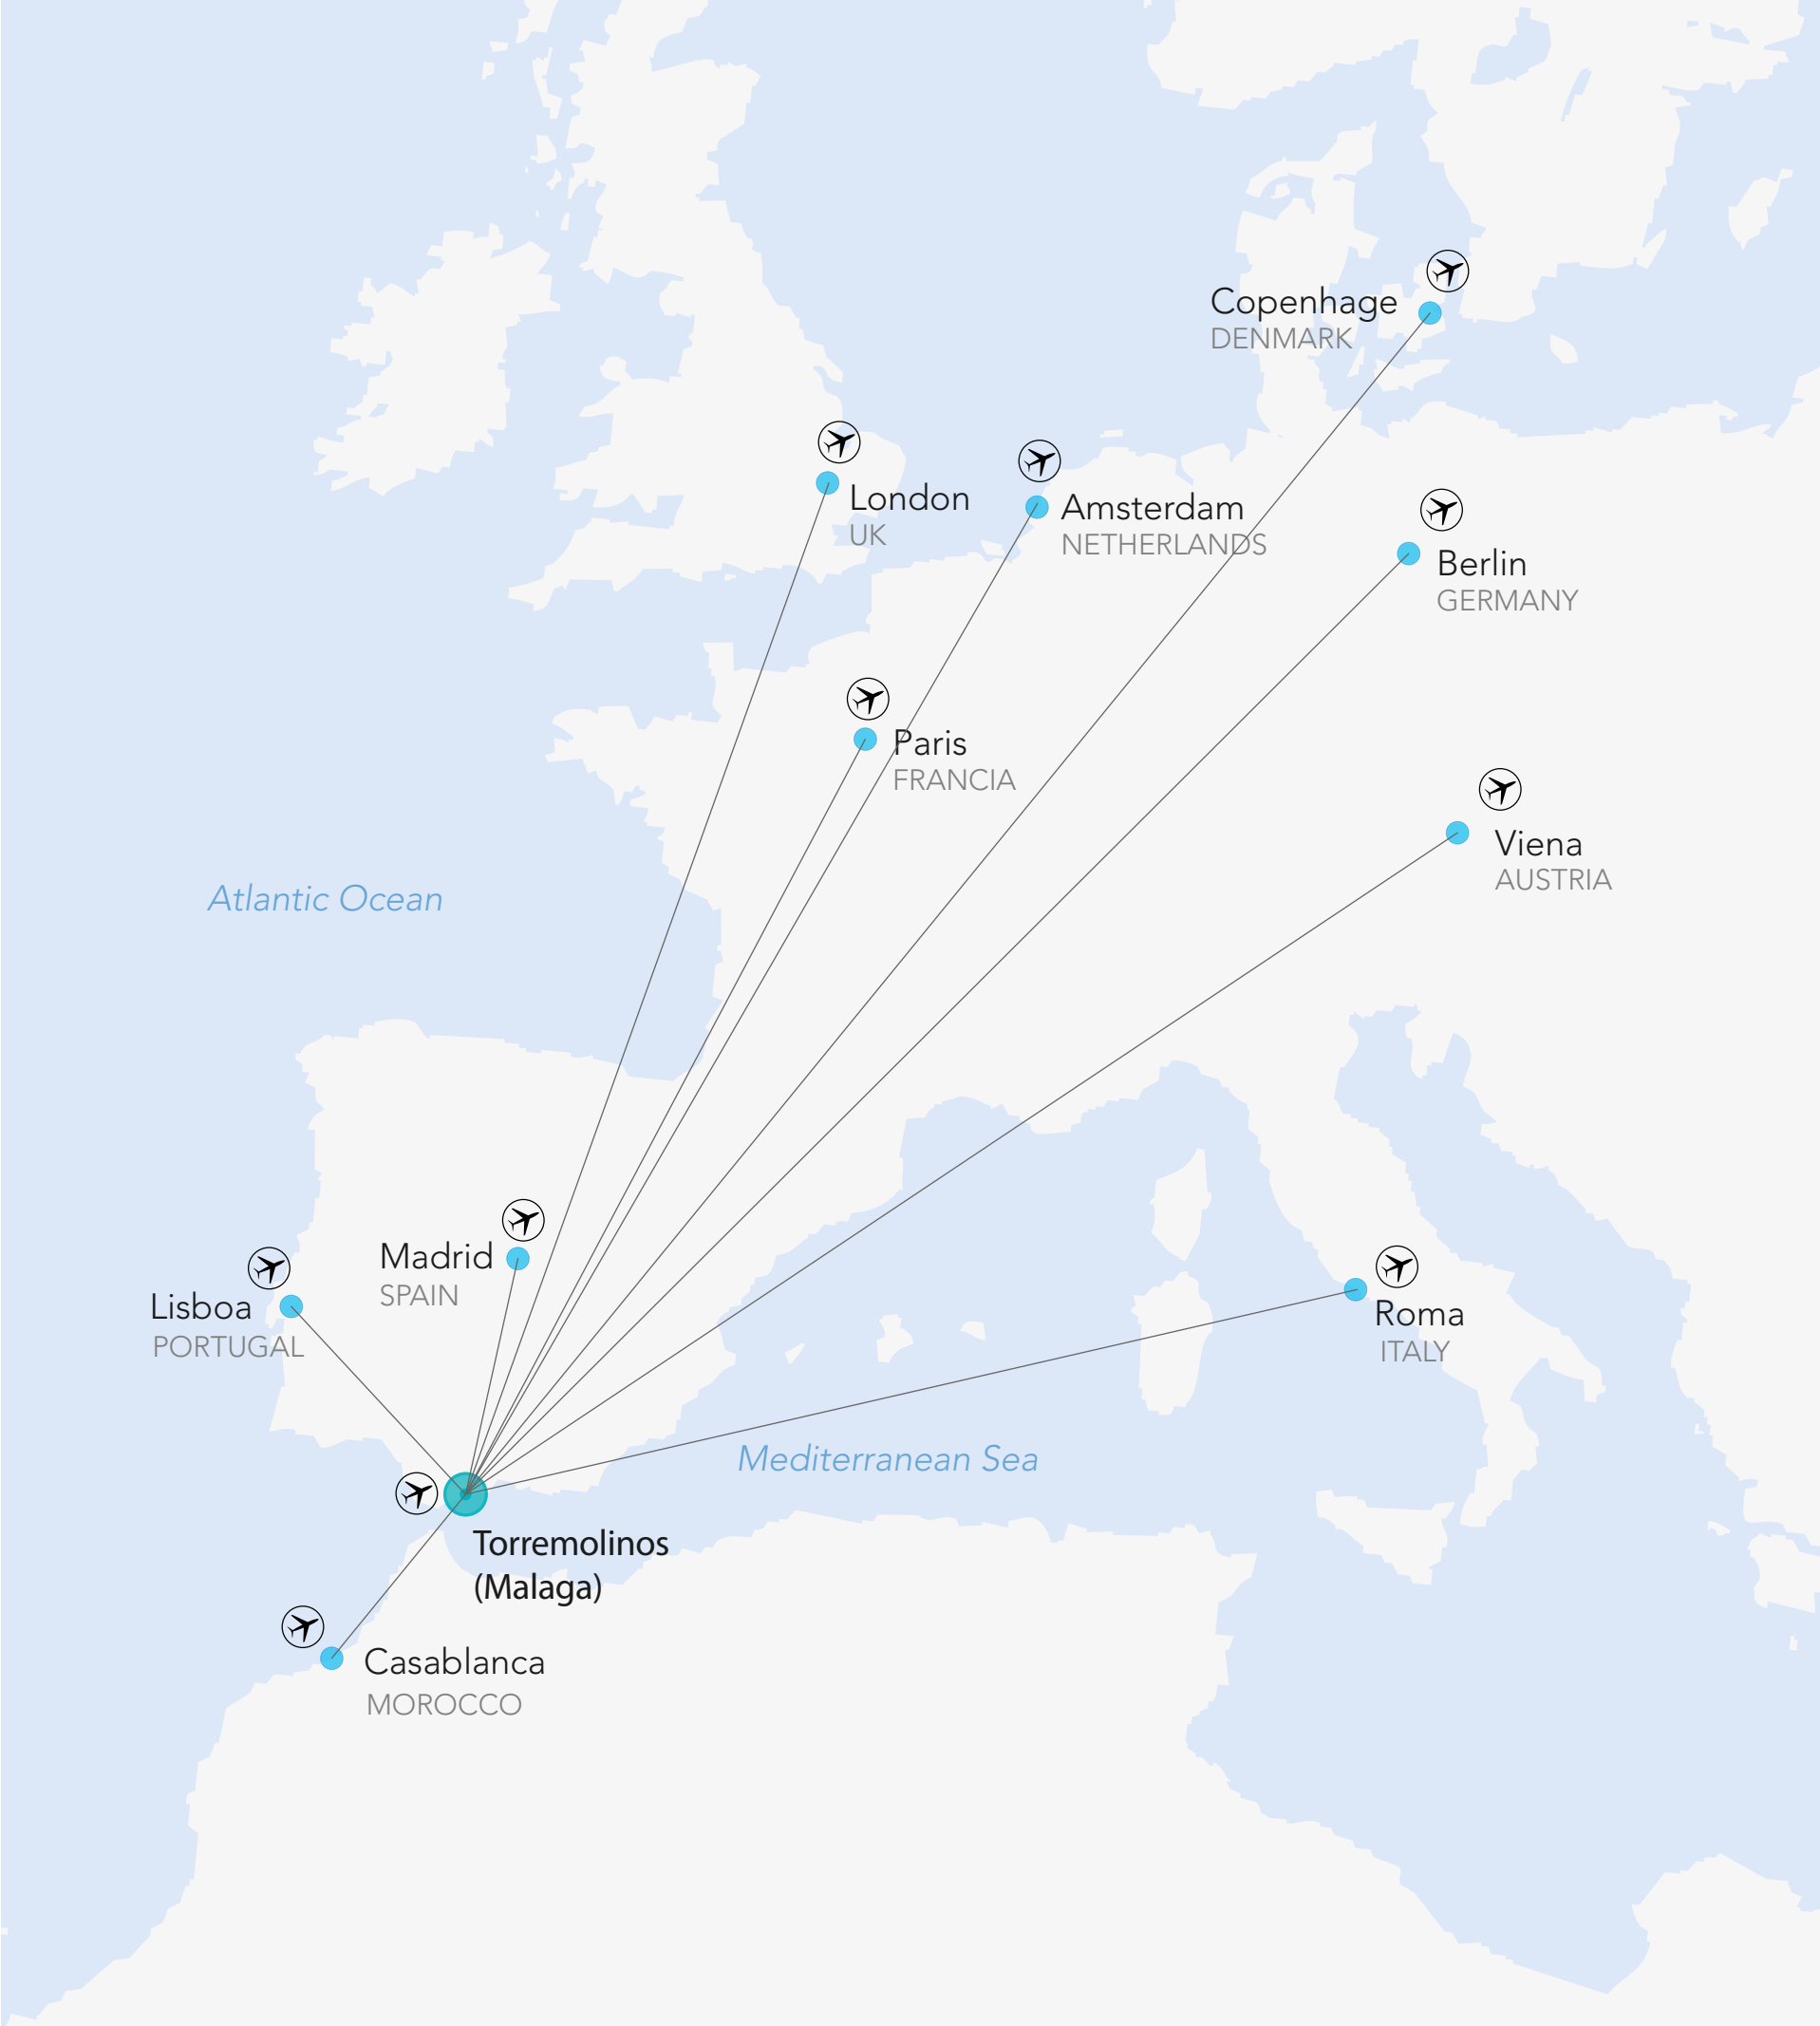 Copenhage
DENMARK
London
UK
Amsterdam
NETHERLANDS
Berlin
GERMANY
Paris
FRANCIA
Viena
AUSTRIA
Atlantic Ocean
Madrid
SPAIN
Lisboa
PORTUGAL
Roma
ITALY
Mediterranean Sea
Torremolinos
(Malaga)
Casablanca
MOROCCO